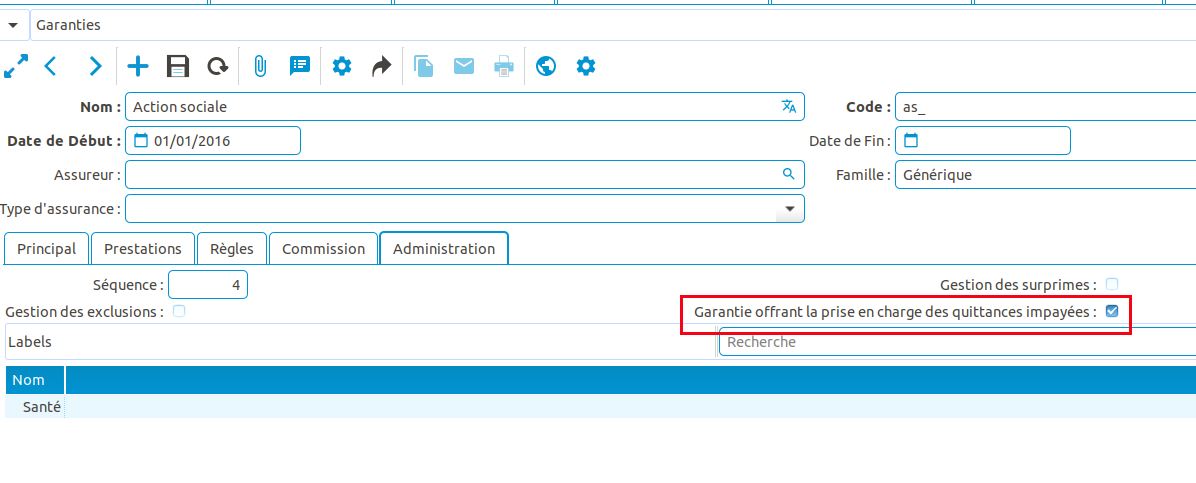 Garanties
Nom : Action sociale Code : as_
Date de Début : 01/01/2016 Date de Fin :
Assureur : Famille : Générique
Type d'assurance :
Principal Prestations Règles Commission Administration
Séquence : 4 Gestion des surprimes :
Gestion des exclusions : Garantie offrant la prise en charge des quittances impayées :
Labels Recherche
Nom
Santé